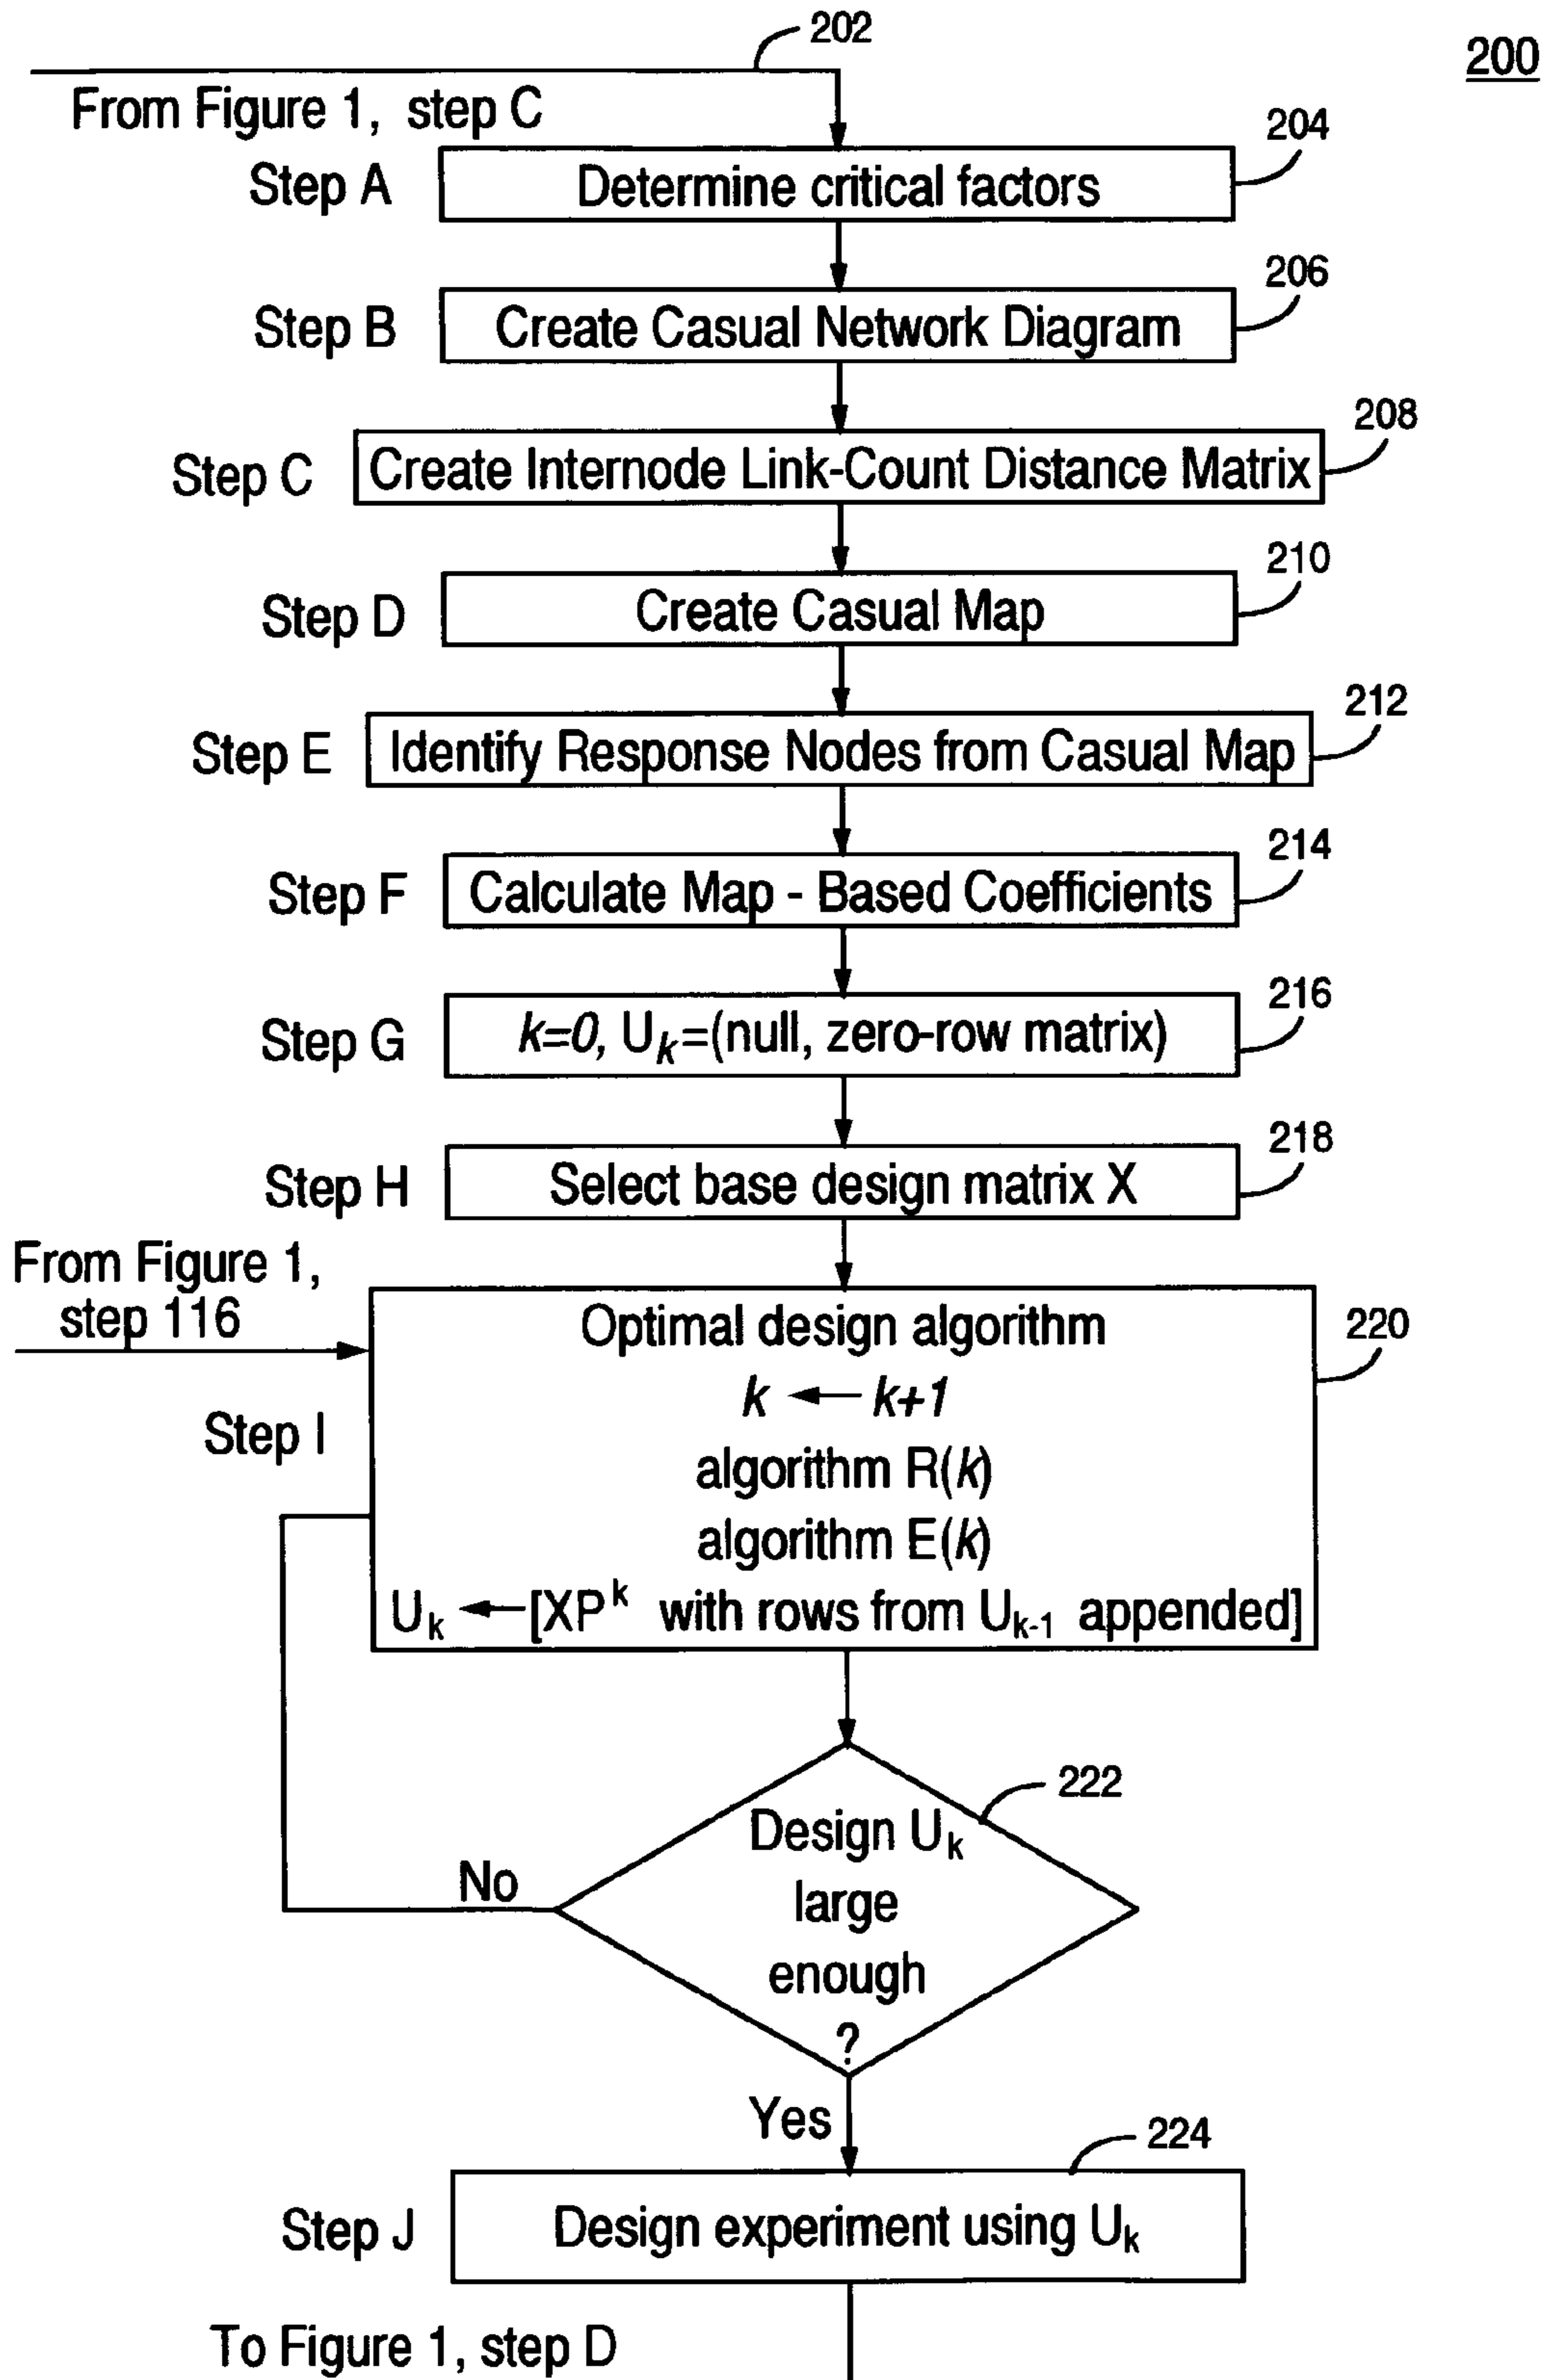 202
200
From Figure 1, step C
204
Step A
Determine critical factors
206
Step B
Create Casual Network Diagram
208
Step C
Create Internode Link-Count Distance Matrix
210
Step D
Create Casual Map
212
Step E
Identify Response Nodes from Casual Map
214
Step F
Calculate Map - Based Coefficients
216
Step G
k=0, Uk=(null, zero-row matrix)
218
Step H
Select base design matrix X
From Figure 1,
step 116
220
Step I
Optimal design algorithm
k ← k+1
algorithm R(k)
algorithm E(k)
Uk ← [XP^k with rows from Uk-1 appended]
222
Design Uk
large
enough
?
No
Yes
224
Step J
Design experiment using Uk
To Figure 1, step D